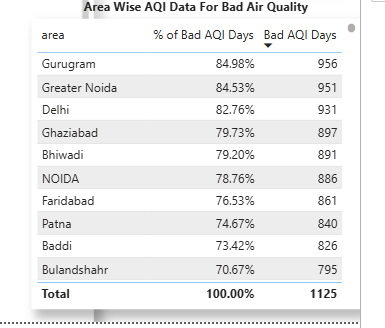 Area Wise AQI Data For Bad Air Quality
area % of Bad AQI Days Bad AQI Days
Gurugram 84.98% 956
Greater Noida 84.53% 951
Delhi 82.76% 931
Ghaziabad 79.73% 897
Bhiwadi 79.20% 891
NOIDA 78.76% 886
Faridabad 76.53% 861
Patna 74.67% 840
Baddi 73.42% 826
Bulandshahr 70.67% 795
Total 100.00% 1125